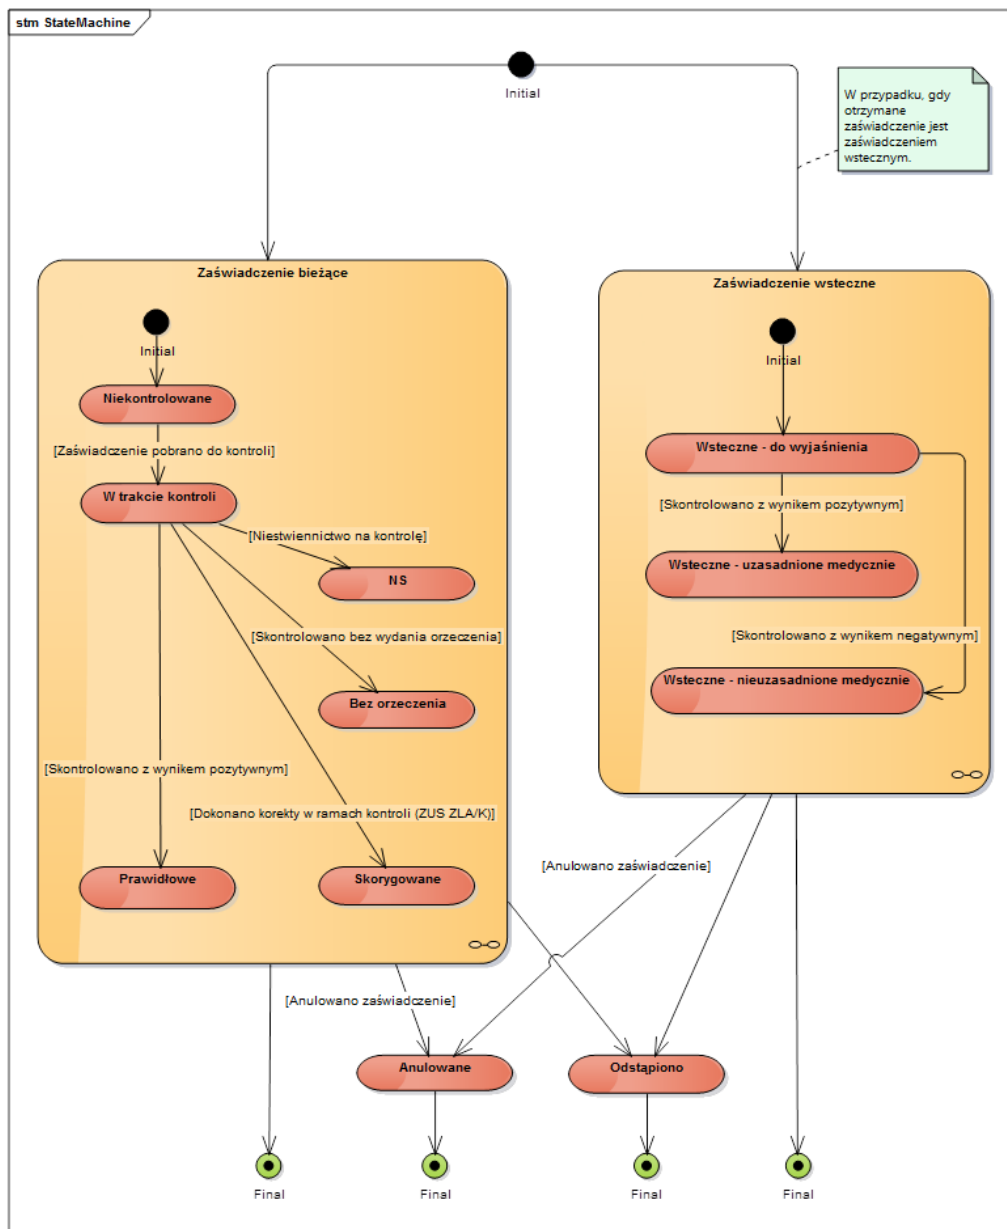 stm StateMachine
Initial
W przypadku, gdy
otrzymane
zaświadczenie jest
zaświadczeniem
wstecznym.
Zaświadczenie bieżące
Initial
Niekontrolowane
[Zaświadczenie pobrano do kontroli]
W trakcie kontroli
[Niestwiennictwo na kontrolę]
NS
[Skontrolowano bez wydania orzeczenia]
Bez orzeczenia
[Skontrolowano z wynikem pozytywnym]
[Dokonano korekty w ramach kontroli (ZUS ZLA/K)]
Prawidłowe
Skorygowane
Zaświadczenie wsteczne
Initial
Wsteczne - do wyjaśnienia
[Skontrolowano z wynikem pozytywnym]
Wsteczne - uzasadnione medycznie
[Skontrolowano z wynikem negatywnym]
Wsteczne - nieuzasadnione medycznie
[Anulowano zaświadczenie]
[Anulowano zaświadczenie]
Anulowane
Odstąpiono
Final
Final
Final
Final